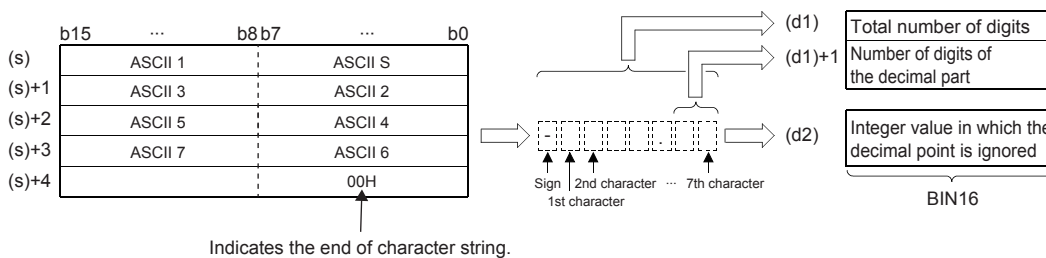 b15 ... b8 b7 ... b0
(s) ASCII 1 ASCII S
(s)+1 ASCII 3 ASCII 2
(s)+2 ASCII 5 ASCII 4
(s)+3 ASCII 7 ASCII 6
(s)+4 00H
Indicates the end of character string.
- .
Sign 2nd character ... 7th character
1st character
(d1) Total number of digits
(d1)+1 Number of digits of
the decimal part
(d2) Integer value in which the
decimal point is ignored
BIN16